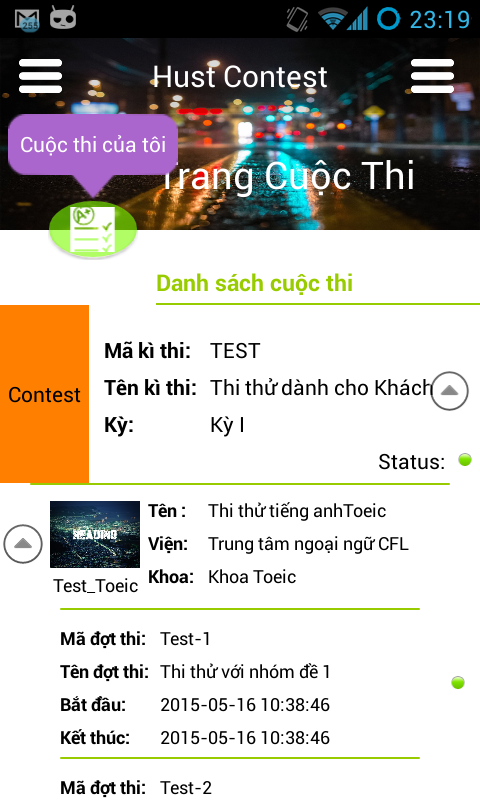 255
23:19
Hust Contest
Cuộc thi của tôi
Trang Cuộc Thi
A+
Danh sách cuộc thi
Contest
Mã kì thi: TEST
Tên kì thi: Thi thử dành cho Khách
Kỳ: Kỳ I
Status:
READING
Test_Toeic
Tên : Thi thử tiếng anhToeic
Viện: Trung tâm ngoại ngữ CFL
Khoa: Khoa Toeic
Mã đợt thi: Test-1
Tên đợt thi: Thi thử với nhóm đề 1
Bắt đầu: 2015-05-16 10:38:46
Kết thúc: 2015-05-16 10:38:46
Mã đợt thi: Test-2